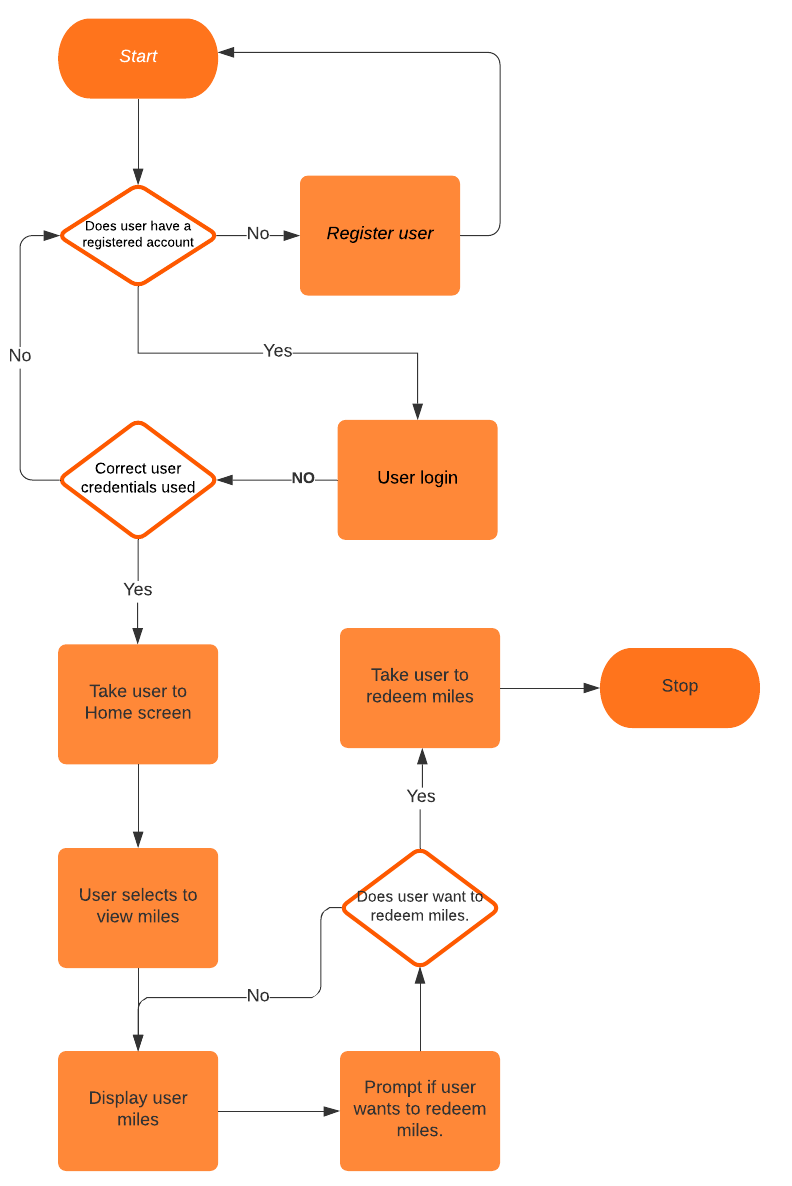 Start
Does user have a
registered account
No
Register user
No
Yes
Correct user
credentials used
NO
User login
Yes
Take user to
Home screen
Take user to
redeem miles
Stop
Yes
User selects to
view miles
Does user want to
redeem miles.
No
Display user
miles
Prompt if user
wants to redeem
miles.